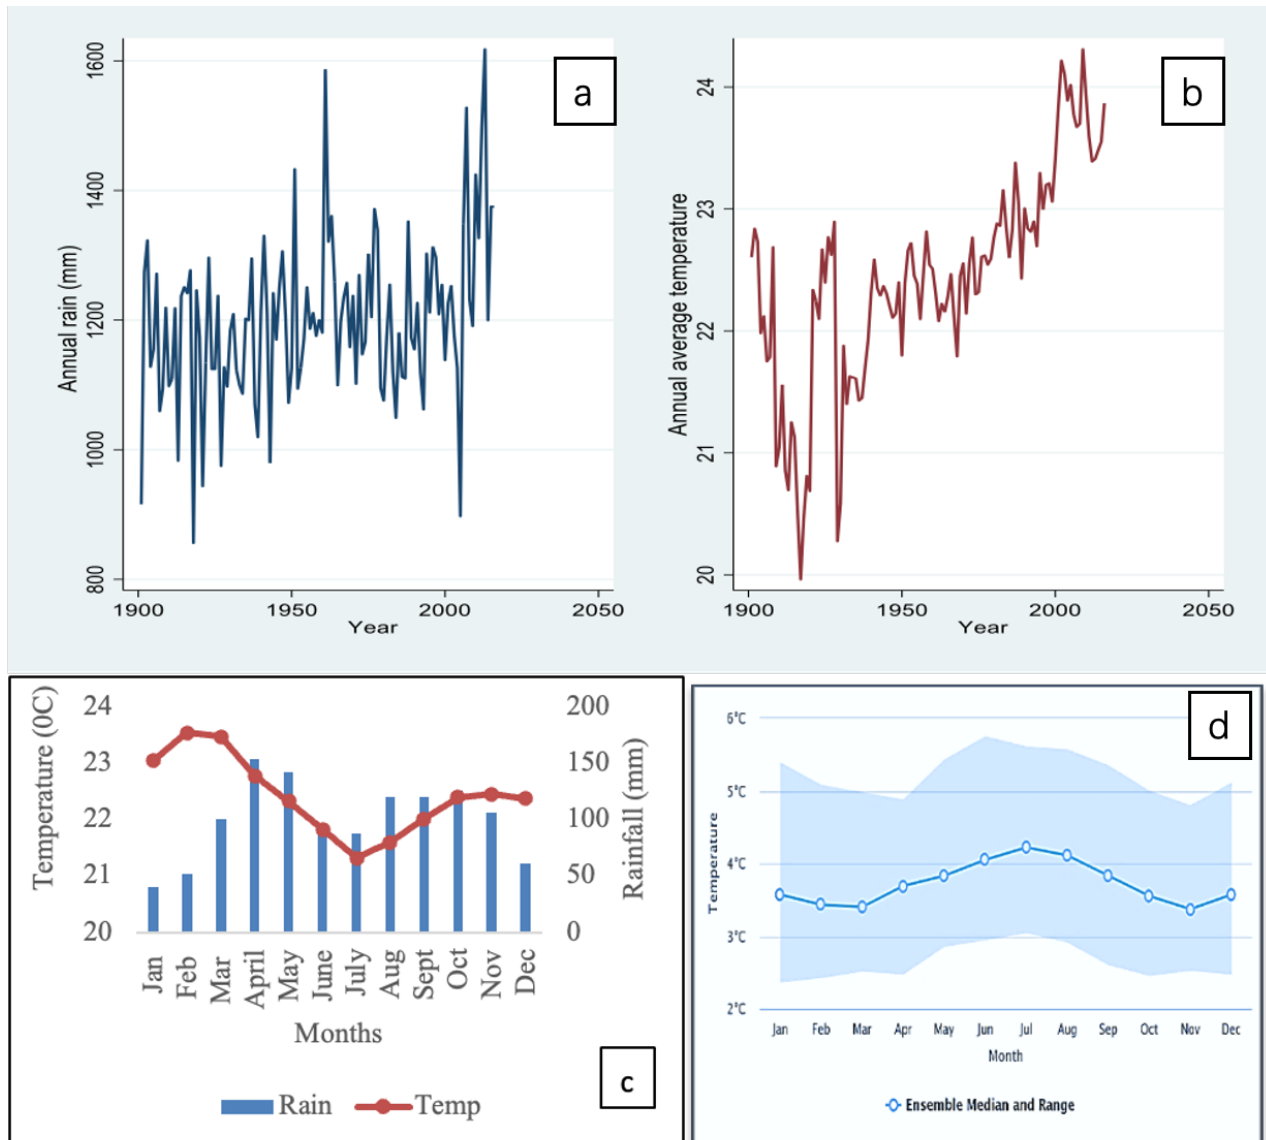 a
1600
1400
1200
1000
800
Annual rain (mm)
1900 1950 2000 2050
Year
b
24
23
22
21
20
Annual average temperature
1900 1950 2000 2050
Year
Temperature (0C)
24
23
22
21
20
200
150
100
50
0
Rainfall (mm)
Jan Feb Mar April May June July Aug Sept Oct Nov Dec
Months
c
Rain Temp
d
6°C
5°C
4°C
3°C
2°C
Temperature
Jan Feb Mar Apr May Jun Jul Aug Sep Oct Nov Dec
Month
Ensemble Median and Range